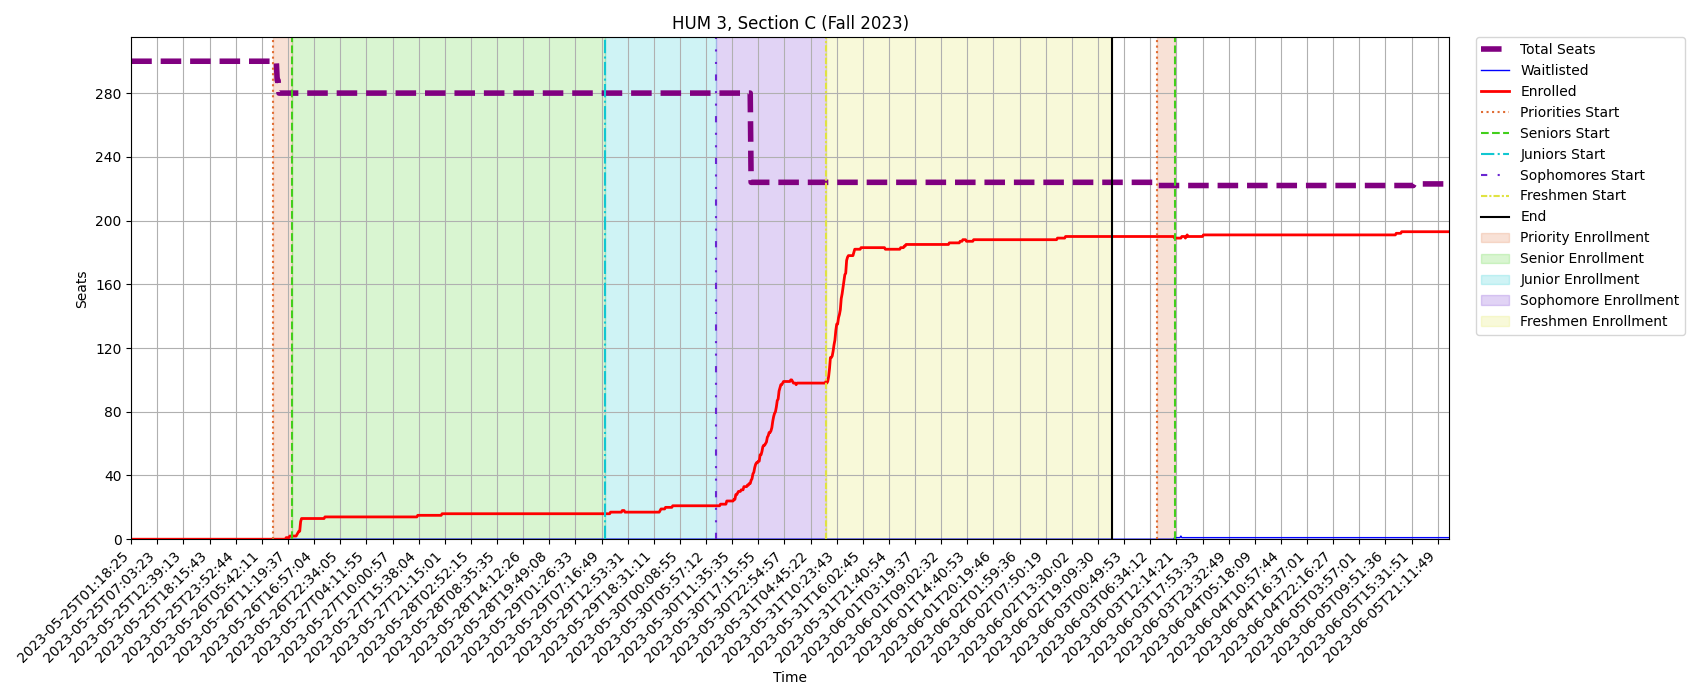 HUM 3, Section C (Fall 2023)
Seats
280
240
200
160
120
80
40
0
2023-05-25T01:18:25
2023-05-25T07:03:23
2023-05-25T12:39:13
2023-05-25T18:15:43
2023-05-25T23:52:44
2023-05-26T05:42:11
2023-05-26T11:19:37
2023-05-26T16:57:04
2023-05-26T22:34:05
2023-05-27T04:11:55
2023-05-27T10:00:57
2023-05-27T15:38:04
2023-05-27T21:15:01
2023-05-28T02:52:15
2023-05-28T08:35:35
2023-05-28T14:12:26
2023-05-28T19:49:08
2023-05-29T01:26:33
2023-05-29T07:16:49
2023-05-29T12:53:31
2023-05-29T18:31:11
2023-05-30T00:08:55
2023-05-30T05:57:12
2023-05-30T11:35:35
2023-05-30T17:15:55
2023-05-30T22:54:57
2023-05-31T04:45:22
2023-05-31T10:23:45
2023-05-31T16:02:45
2023-05-31T21:40:54
2023-06-01T03:19:37
2023-06-01T09:02:32
2023-06-01T14:40:53
2023-06-01T20:19:46
2023-06-02T01:59:36
2023-06-02T07:50:19
2023-06-02T13:30:02
2023-06-02T19:09:30
2023-06-03T00:49:53
2023-06-03T06:34:12
2023-06-03T12:14:21
2023-06-03T17:53:33
2023-06-03T23:32:49
2023-06-04T05:18:09
2023-06-04T10:57:44
2023-06-04T16:37:01
2023-06-04T22:16:27
2023-06-05T03:57:01
2023-06-05T09:51:36
2023-06-05T15:31:51
2023-06-05T21:11:49
Time
Total Seats
Waitlisted
Enrolled
Priorities Start
Seniors Start
Juniors Start
Sophomores Start
Freshmen Start
End
Priority Enrollment
Senior Enrollment
Junior Enrollment
Sophomore Enrollment
Freshmen Enrollment